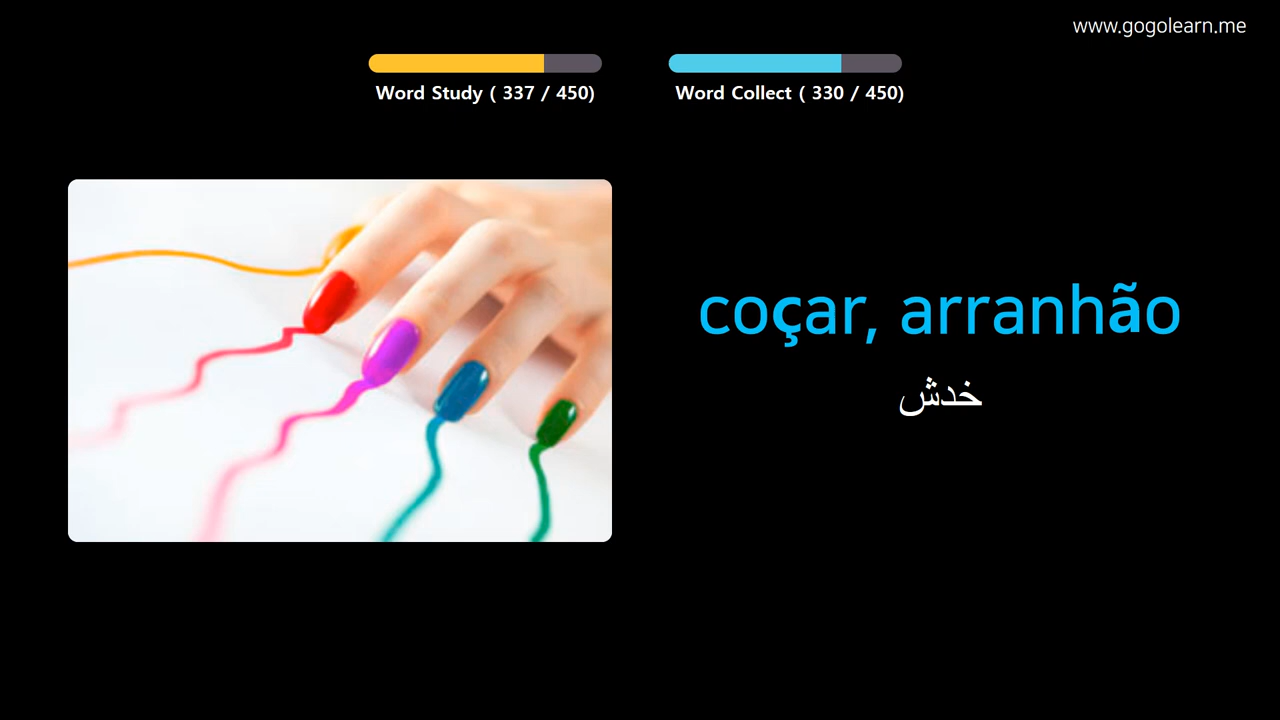 www.gogolearn.me
Word Study ( 337 / 450)
Word Collect ( 330 / 450)
coçar, arranhão
خدش